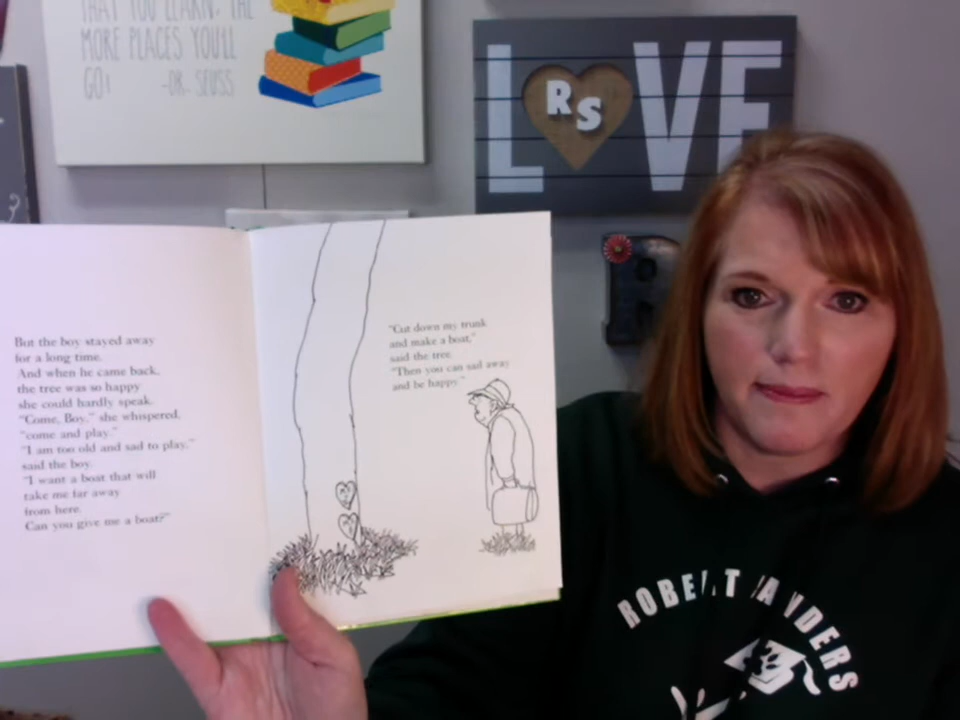 THAT YOU LEARN, THE
MORE PLACES YOU'LL
GO!
-DR. SEUSS
LOVE
RS
But the boy stayed away
for a long time.
And when he came back,
the tree was so happy
she could hardly speak.
"Come, Boy," she whispered,
"come and play."
"I am too old and sad to play,"
said the boy.
"I want a boat that will
take me far away
from here.
Can you give me a boat?"
"Cut down my trunk
and make a boat,"
said the tree.
"Then you can sail away
and be happy."
ROBERT SANDERS